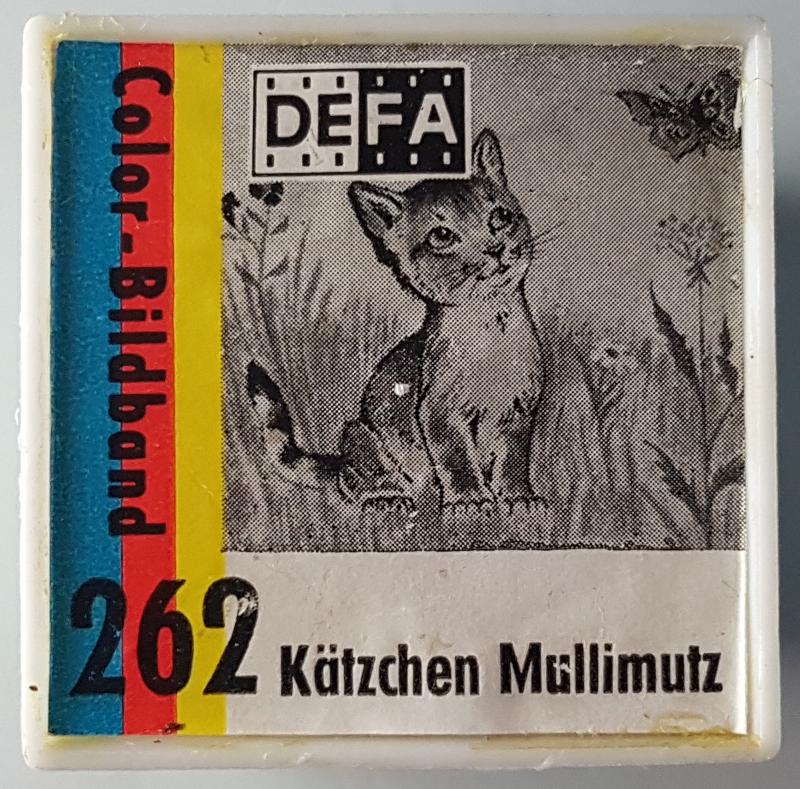 DEFA
Color-Bildband
262 Kätzchen Mullimutz